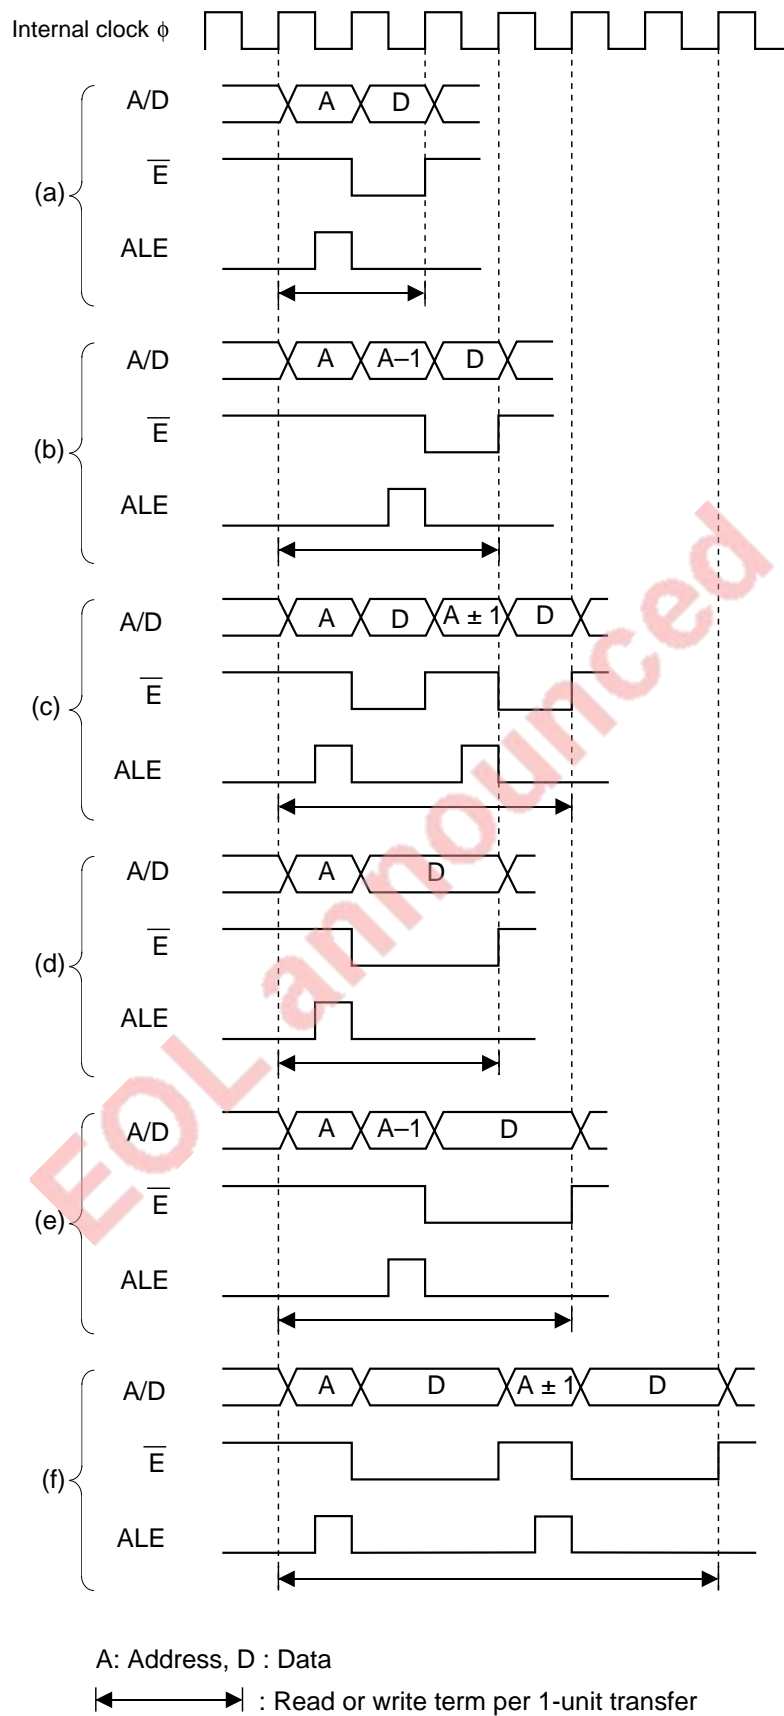 Internal clock ϕ
A/D A D
E̅
(a)
ALE
A/D A A–1 D
E̅
(b)
ALE
A/D A D A ± 1 D
E̅
(c)
ALE
A/D A D
E̅
(d)
ALE
A/D A A–1 D
E̅
(e)
ALE
A/D A D A ± 1 D
E̅
(f)
ALE
A: Address, D : Data
: Read or write term per 1-unit transfer
EOL announced